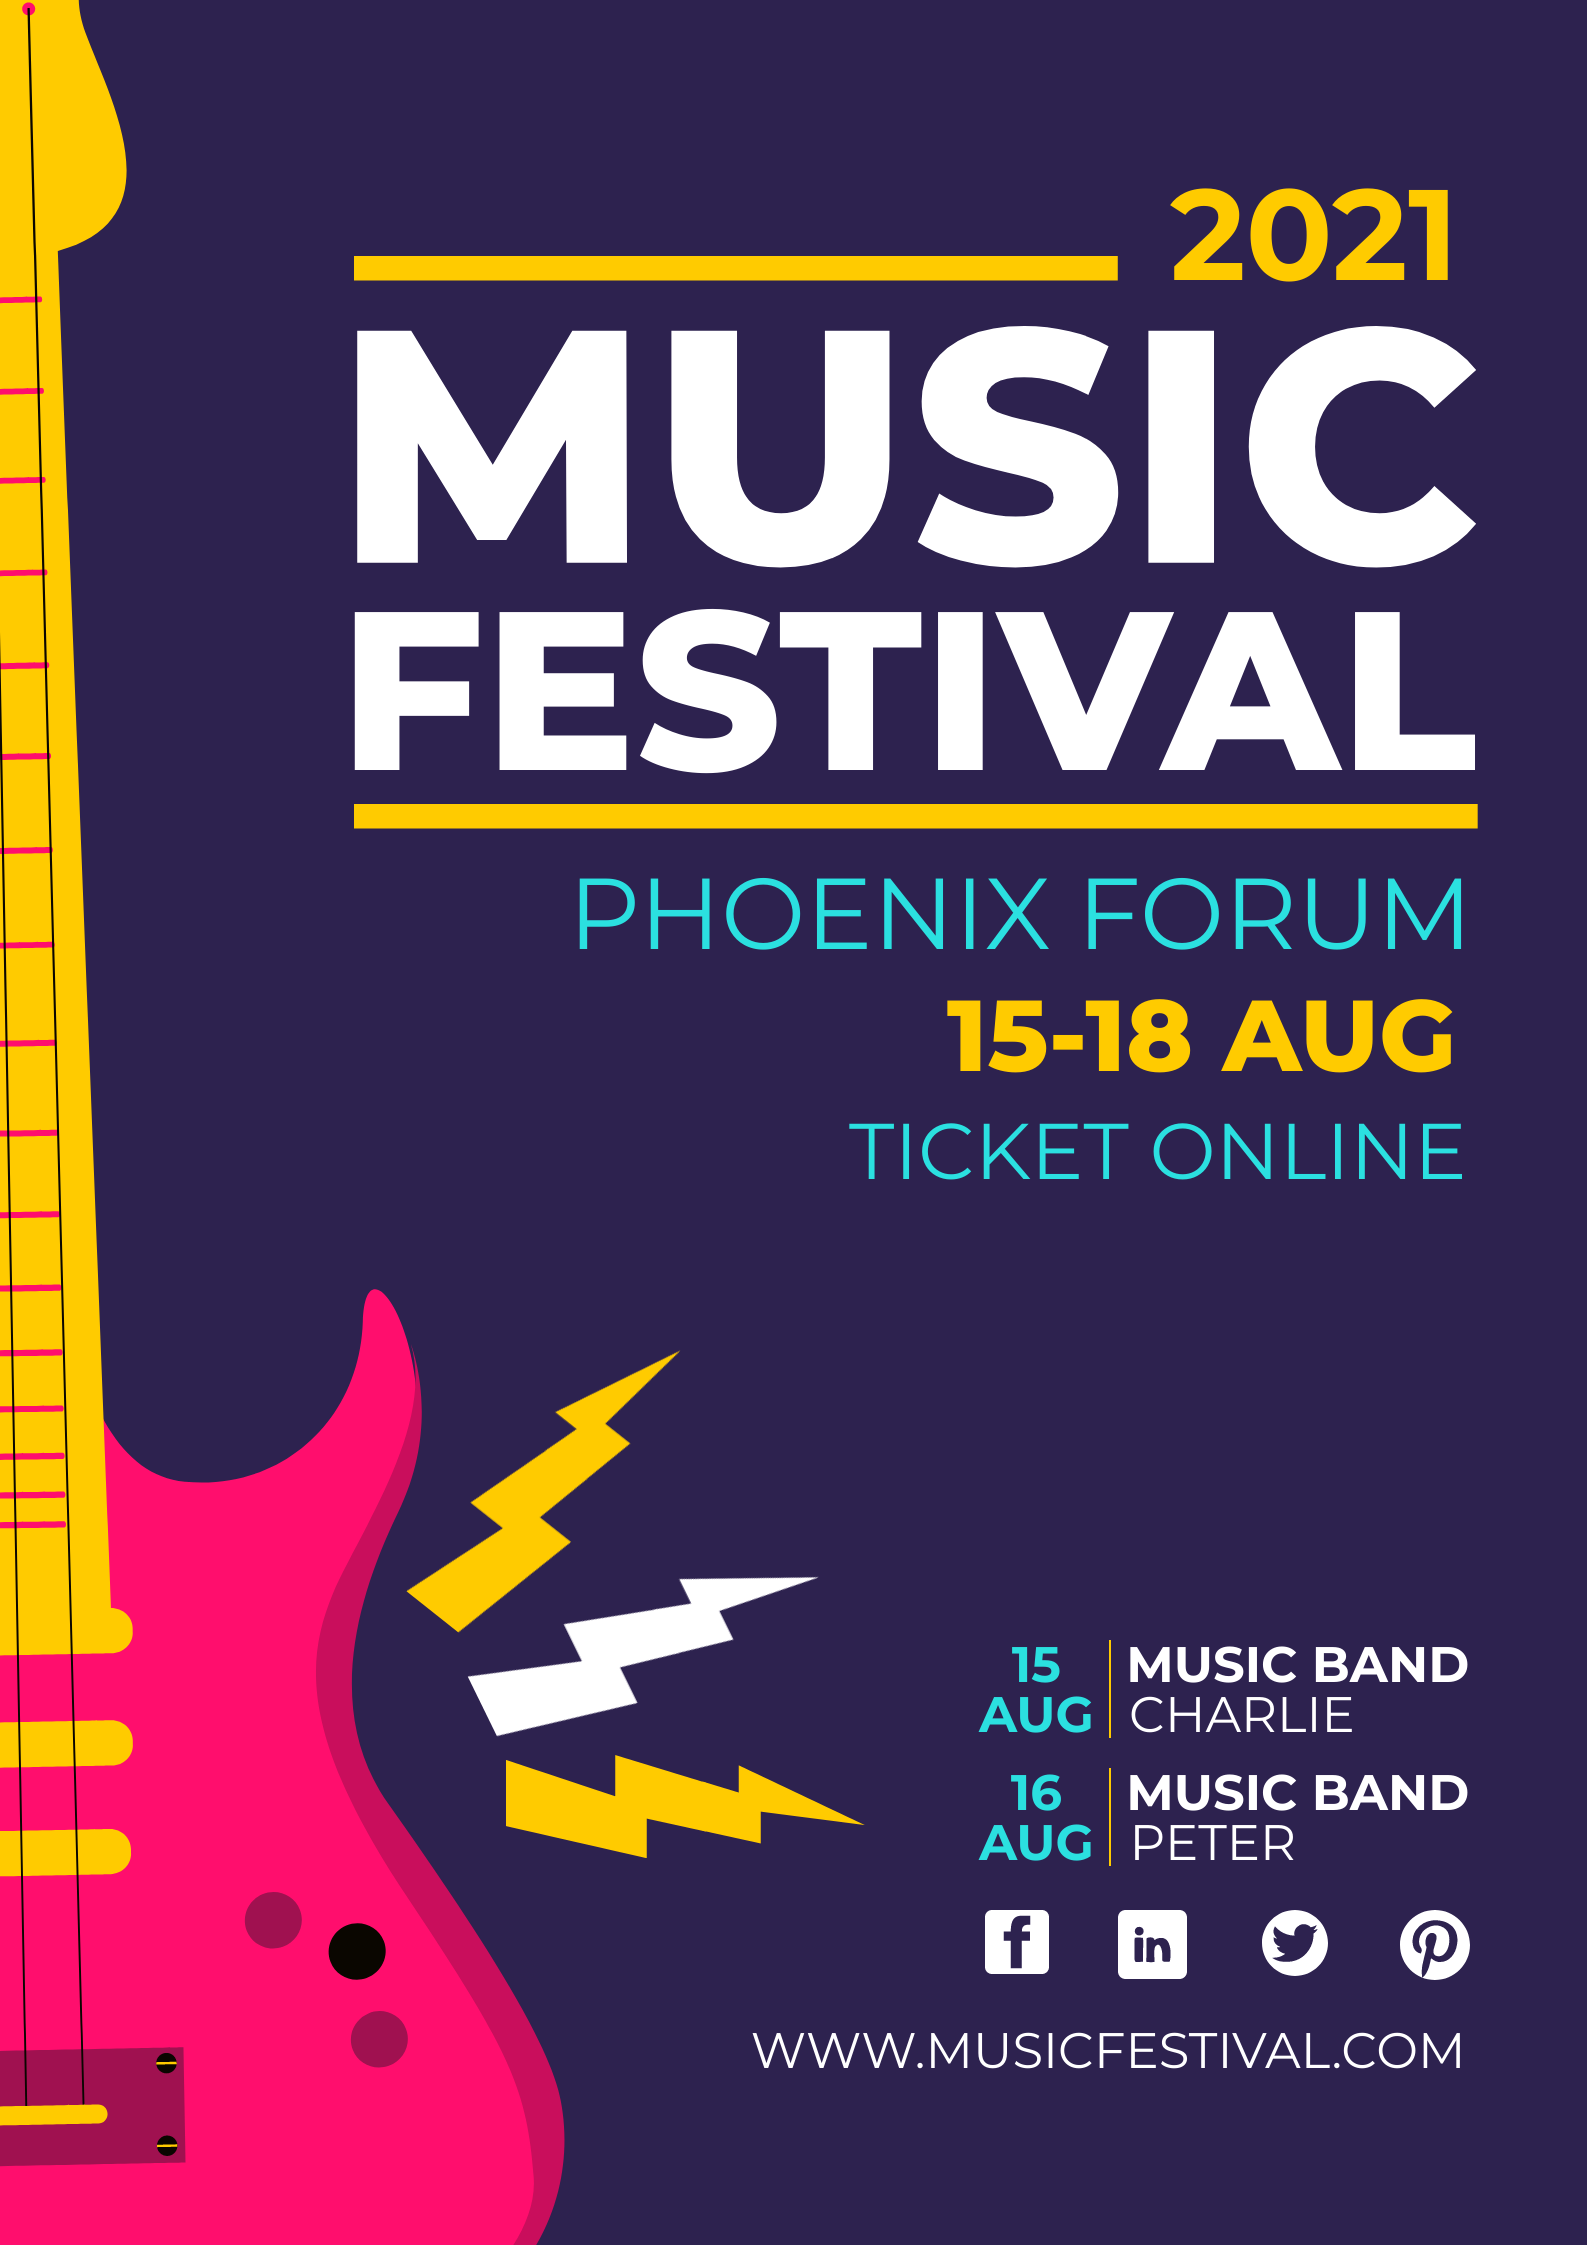 2021
MUSIC
FESTIVAL
PHOENIX FORUM
15-18 AUG
TICKET ONLINE
15
AUG
MUSIC BAND
CHARLIE
16
AUG
MUSIC BAND
PETER
f
in
WWW.MUSICFESTIVAL.COM